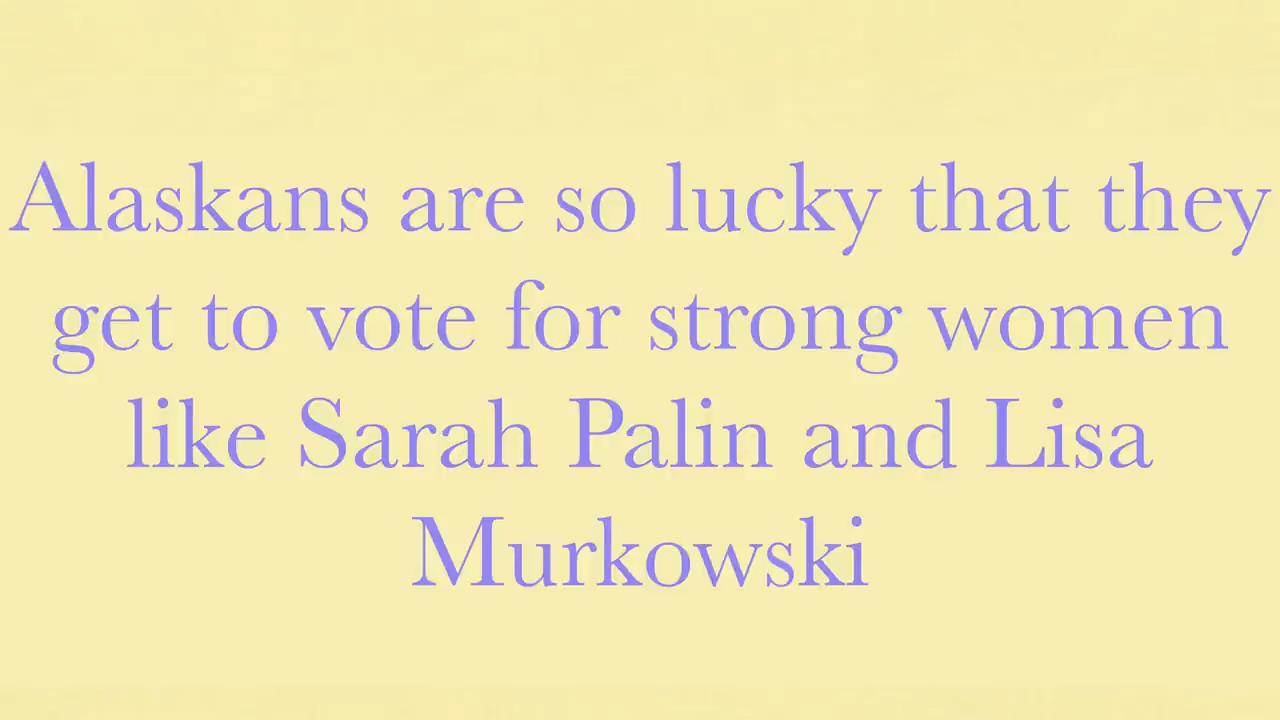 Alaskans are so lucky that they
get to vote for strong women
like Sarah Palin and Lisa
Murkowski